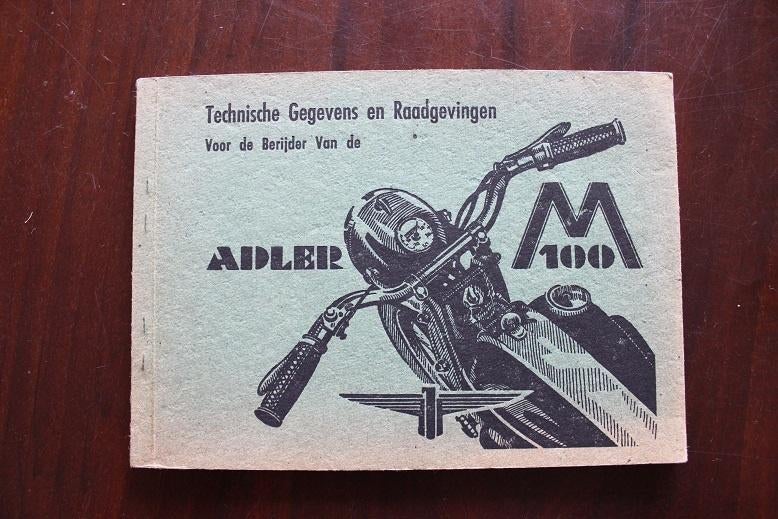 Technische Gegevens en Raadgevingen
Voor de Berijder Van de
ADLER M 100